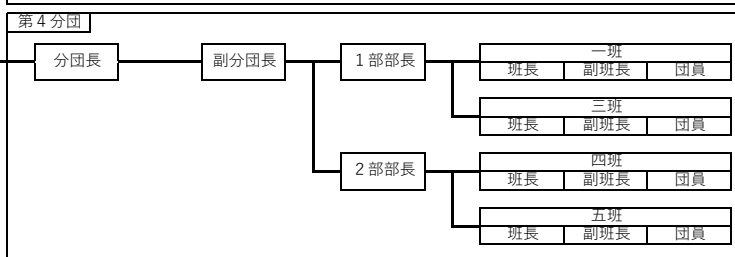 第４分団
分団長 副分団長 １部部長 一班
班長 副班長 団員
三班
班長 副班長 団員
２部部長 四班
班長 副班長 団員
五班
班長 副班長 団員